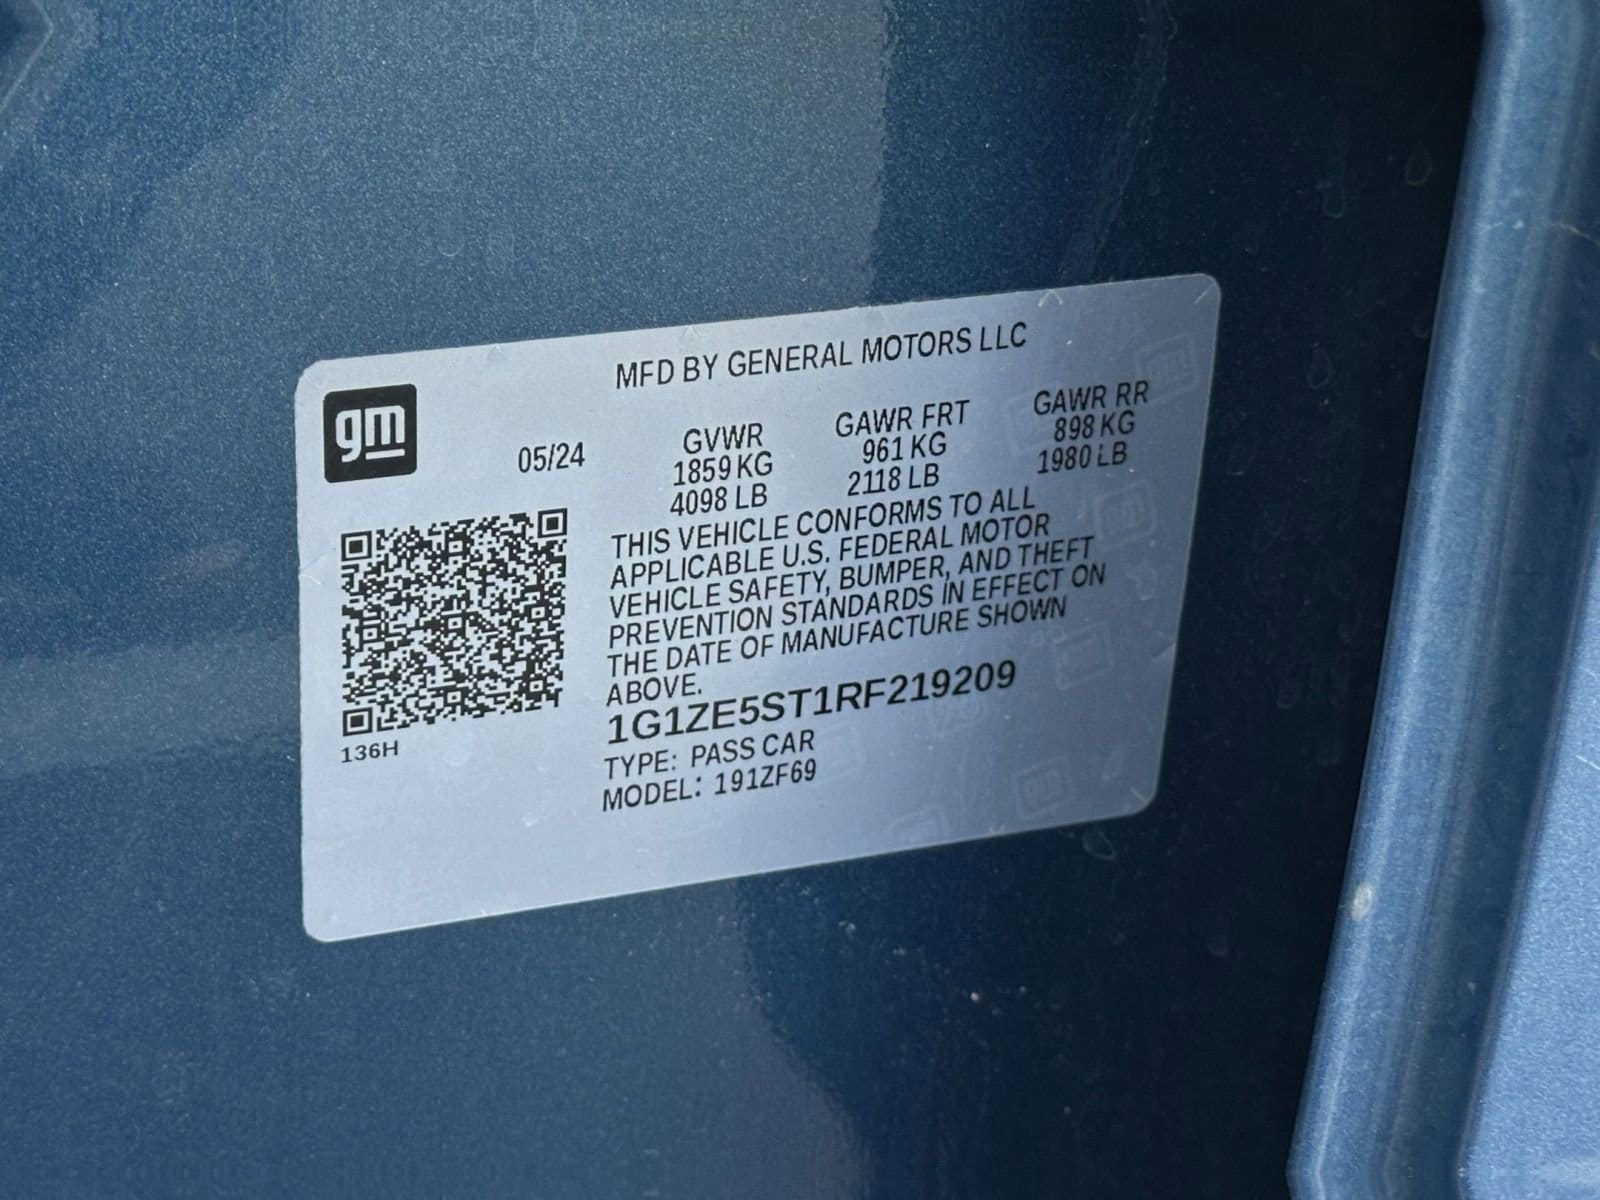 MFD BY GENERAL MOTORS LLC
gm
05/24
GVWR GAWR FRT GAWR RR
1859 KG 961 KG 898 KG
4098 LB 2118 LB 1980 LB
THIS VEHICLE CONFORMS TO ALL
APPLICABLE U.S. FEDERAL MOTOR
VEHICLE SAFETY, BUMPER, AND THEFT
PREVENTION STANDARDS IN EFFECT ON
THE DATE OF MANUFACTURE SHOWN
ABOVE.
1G1ZE5ST1RF219209
TYPE: PASS CAR
MODEL: 191ZF69
136H